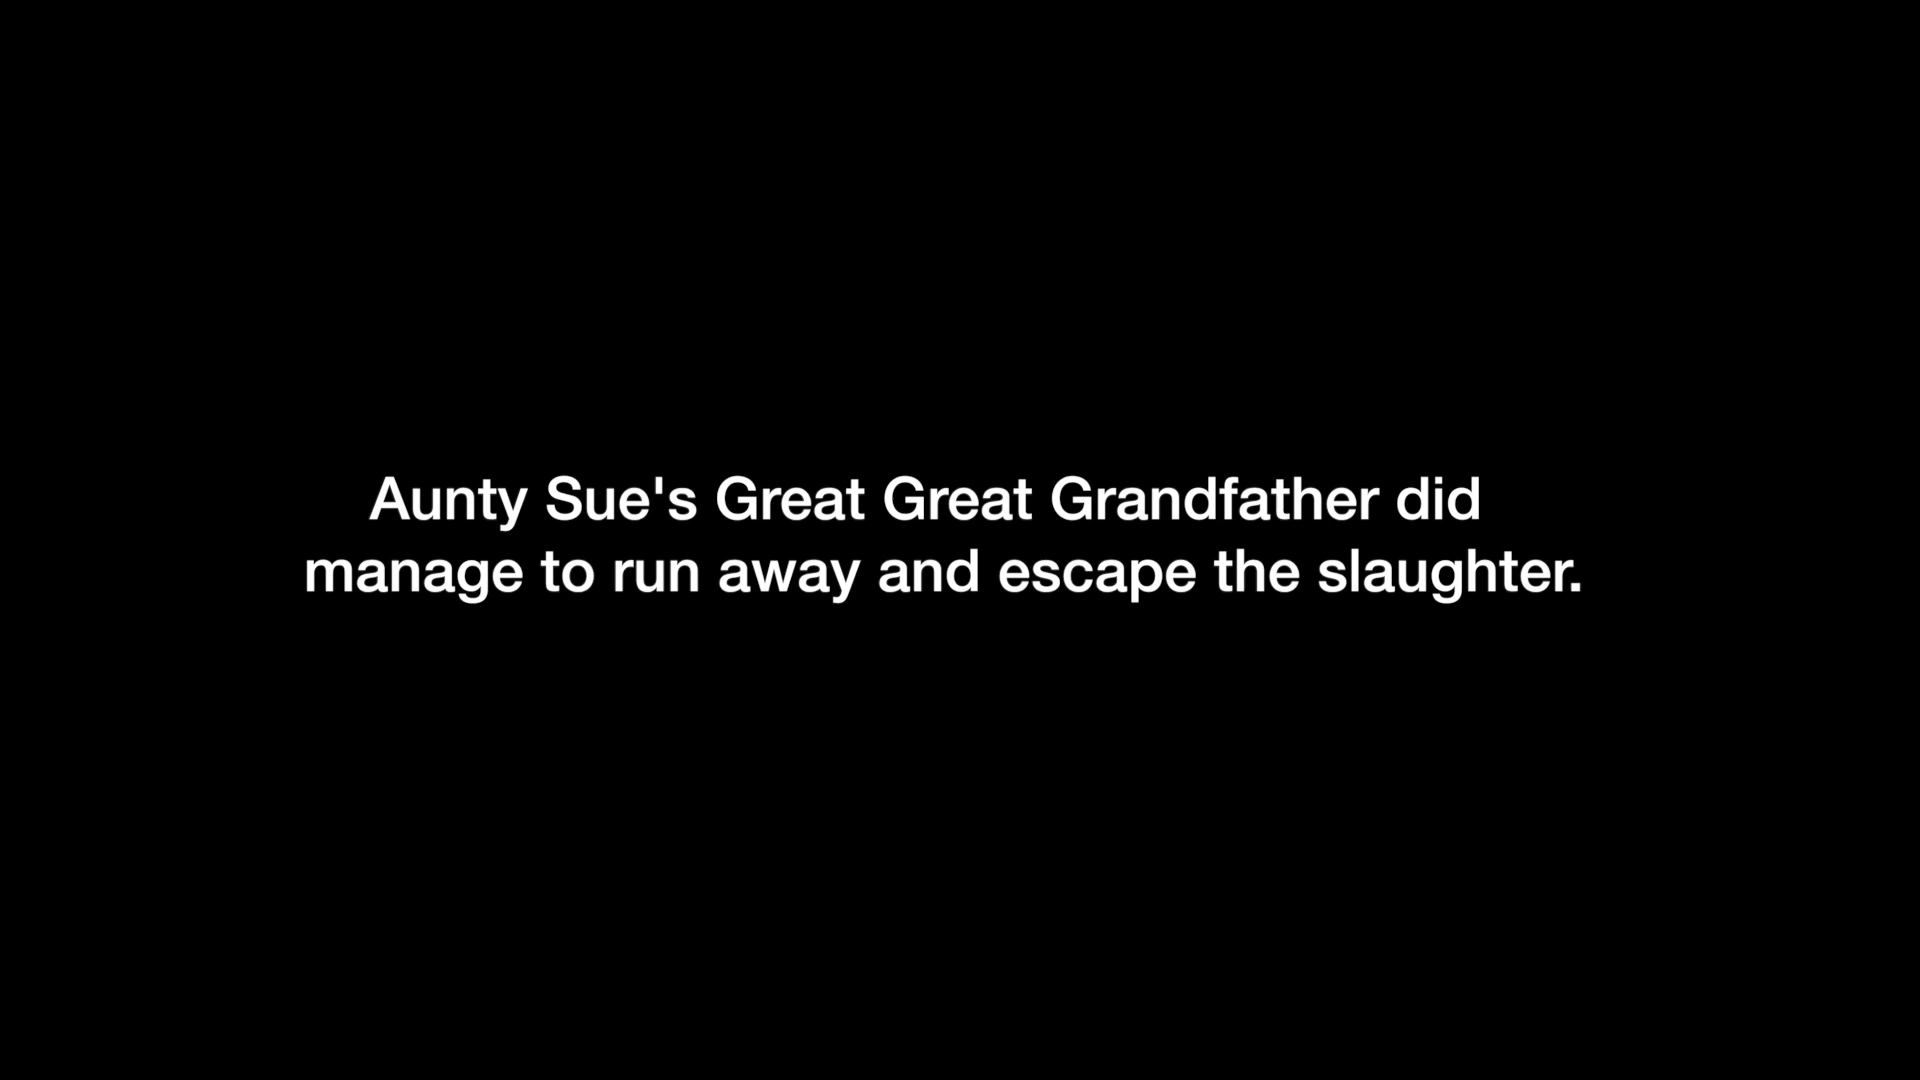 Aunty Sue's Great Great Grandfather did
manage to run away and escape the slaughter.